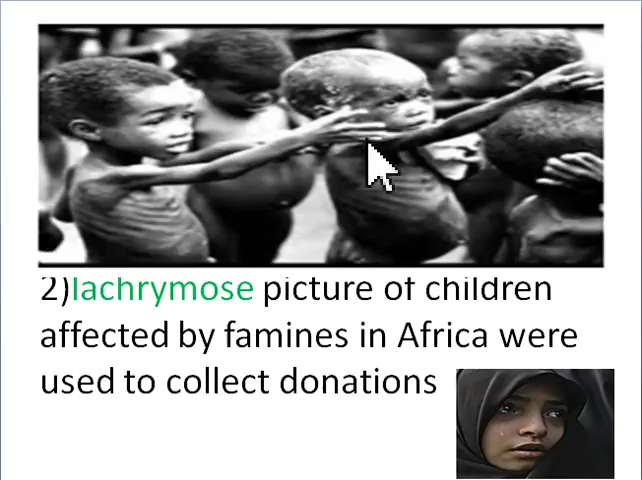 2)lachrymose picture of children
affected by famines in Africa were
used to collect donations